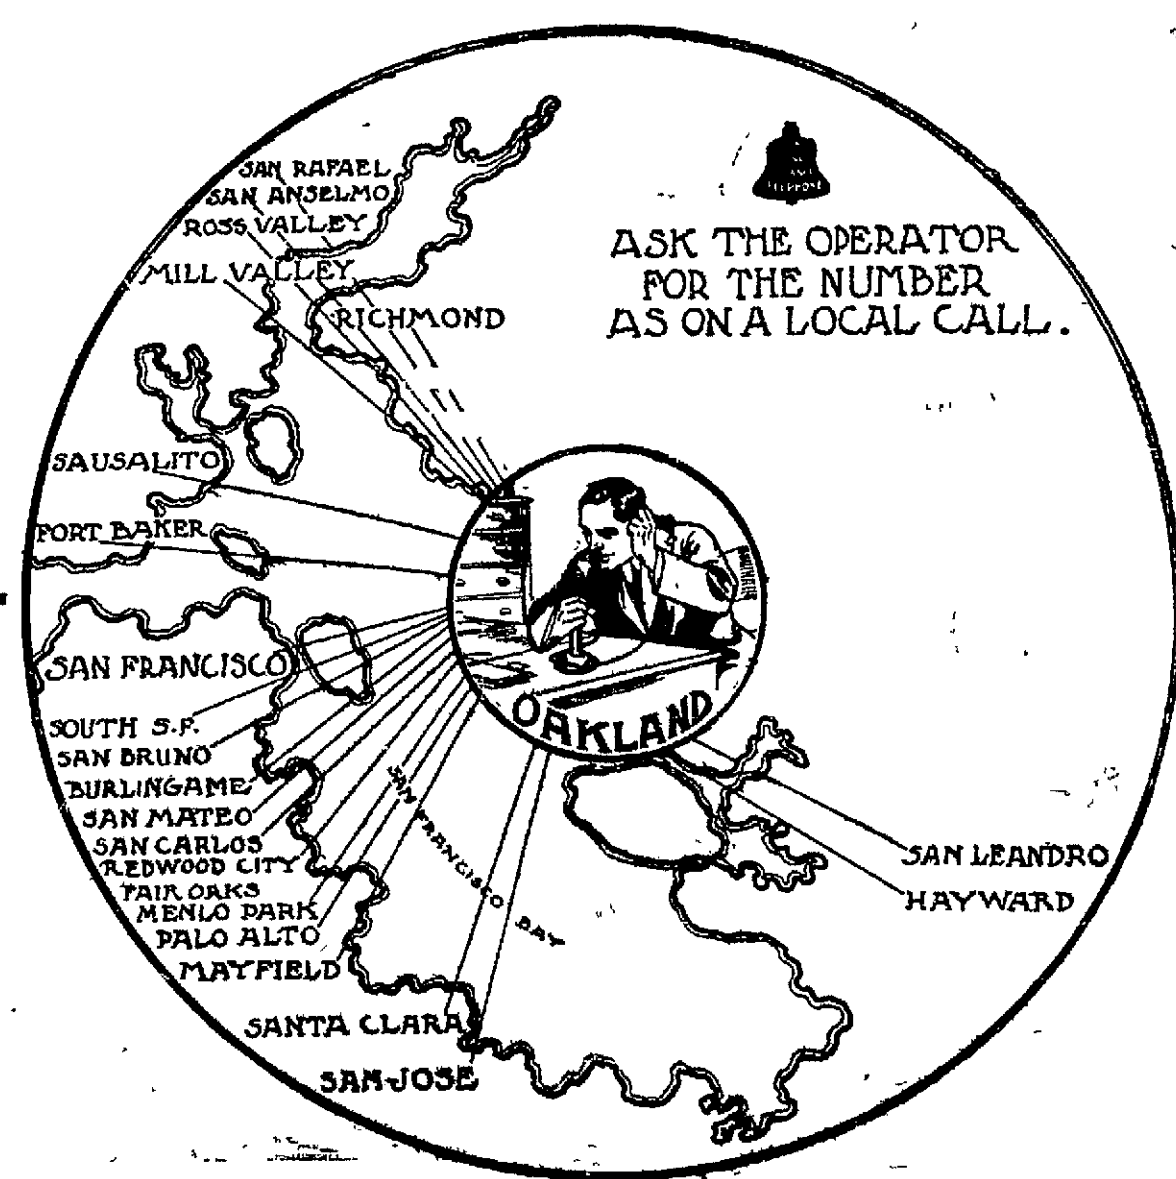 SAN RAFAEL
SAN ANSELMO
ROSS VALLEY
MILL VALLEY
RICHMOND
TELEPHONE
ASK THE OPERATOR
FOR THE NUMBER
AS ON A LOCAL CALL.
SAUSALITO
FORT BAKER
SAN FRANCISCO
SOUTH S.F.
SAN BRUNO
BURLINGAME
SAN MATEO
SAN CARLOS
REDWOOD CITY
FAIR OAKS
MENLO PARK
PALO ALTO
MAYFIELD
SANTA CLARA
SAN JOSE
OAKLAND
SAN FRANCISCO BAY
SAN LEANDRO
HAYWARD